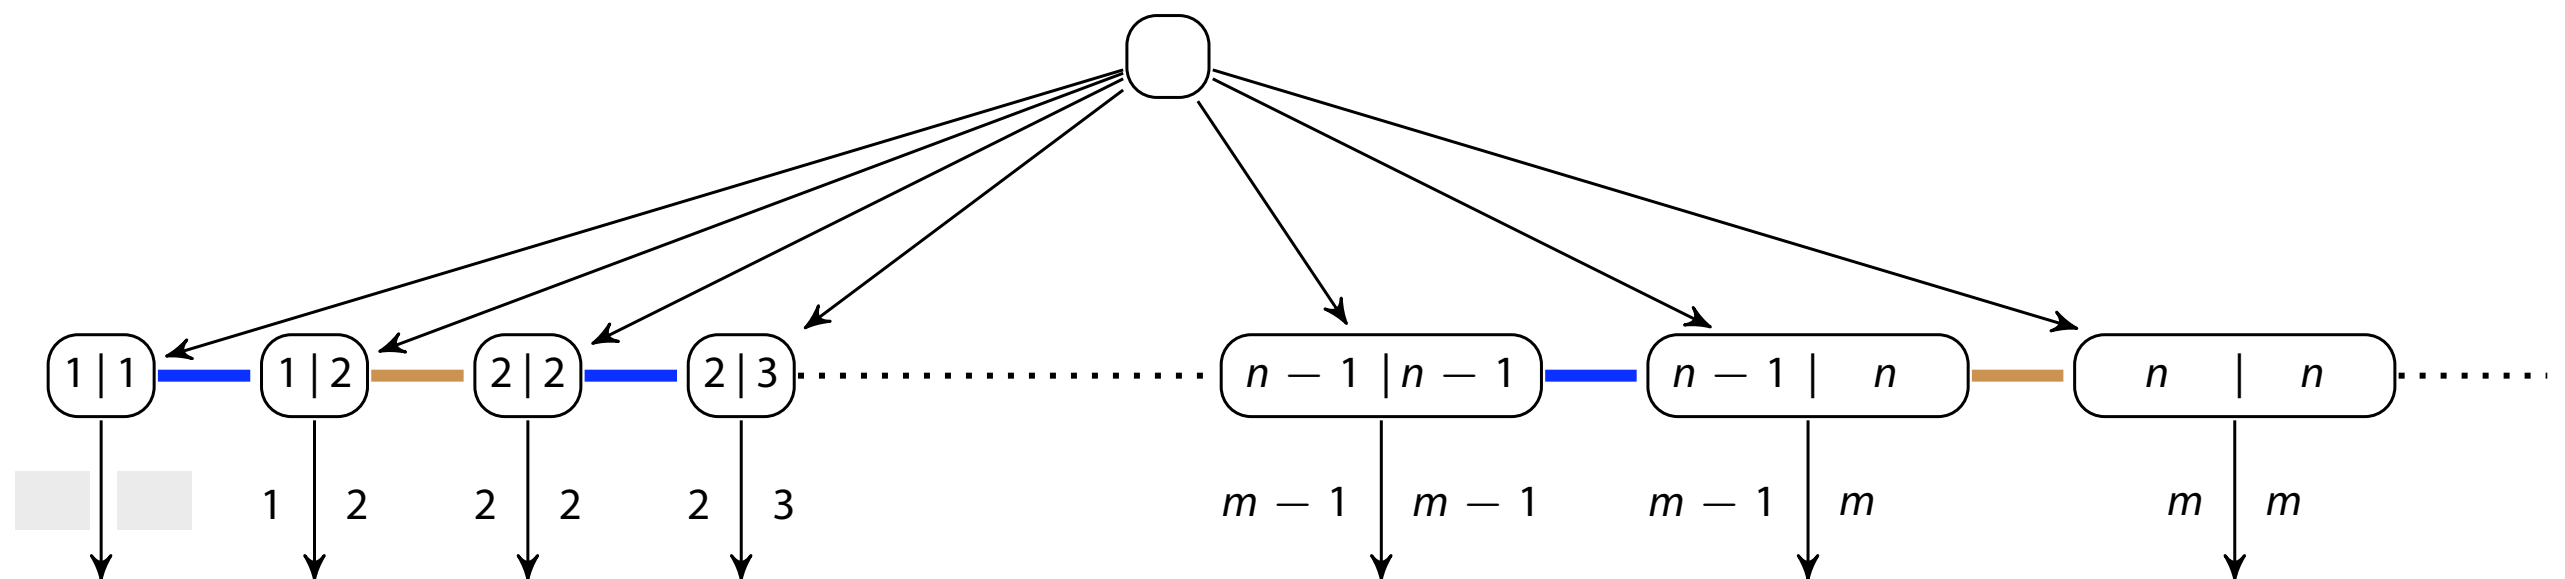 1 | 1 1 | 2 2 | 2 2 | 3 n − 1 | n − 1 n − 1 | n n | n
1 2 2 2 2 3 m − 1 m − 1 m − 1 m m m